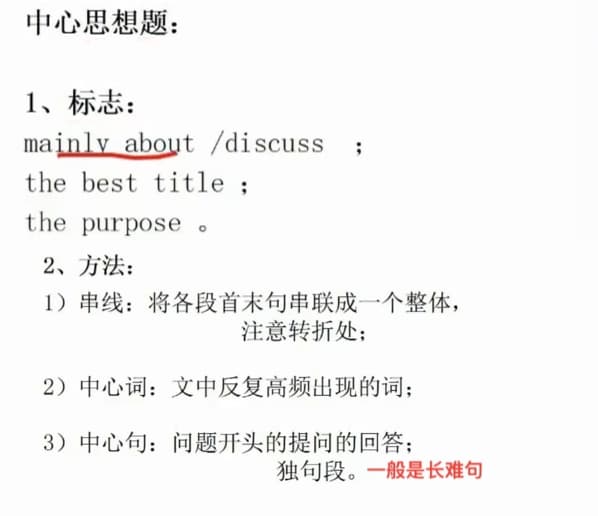 中心思想题：
1、标志：
mainly about /discuss ；
the best title ；
the purpose 。
2、方法：
1）串线：将各段首末句串联成一个整体，
注意转折处；
2）中心词：文中反复高频出现的词；
3）中心句：问题开头的提问的回答；
独句段。一般是长难句